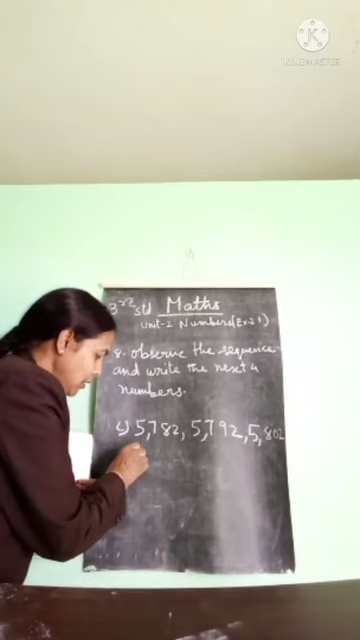 KINEMASTER
3rd std Maths
Unit-2 Numbers(Ex-2.1)
8. observe the sequence
and write the next 4
numbers.
c) 5,782, 5,792, 5,802